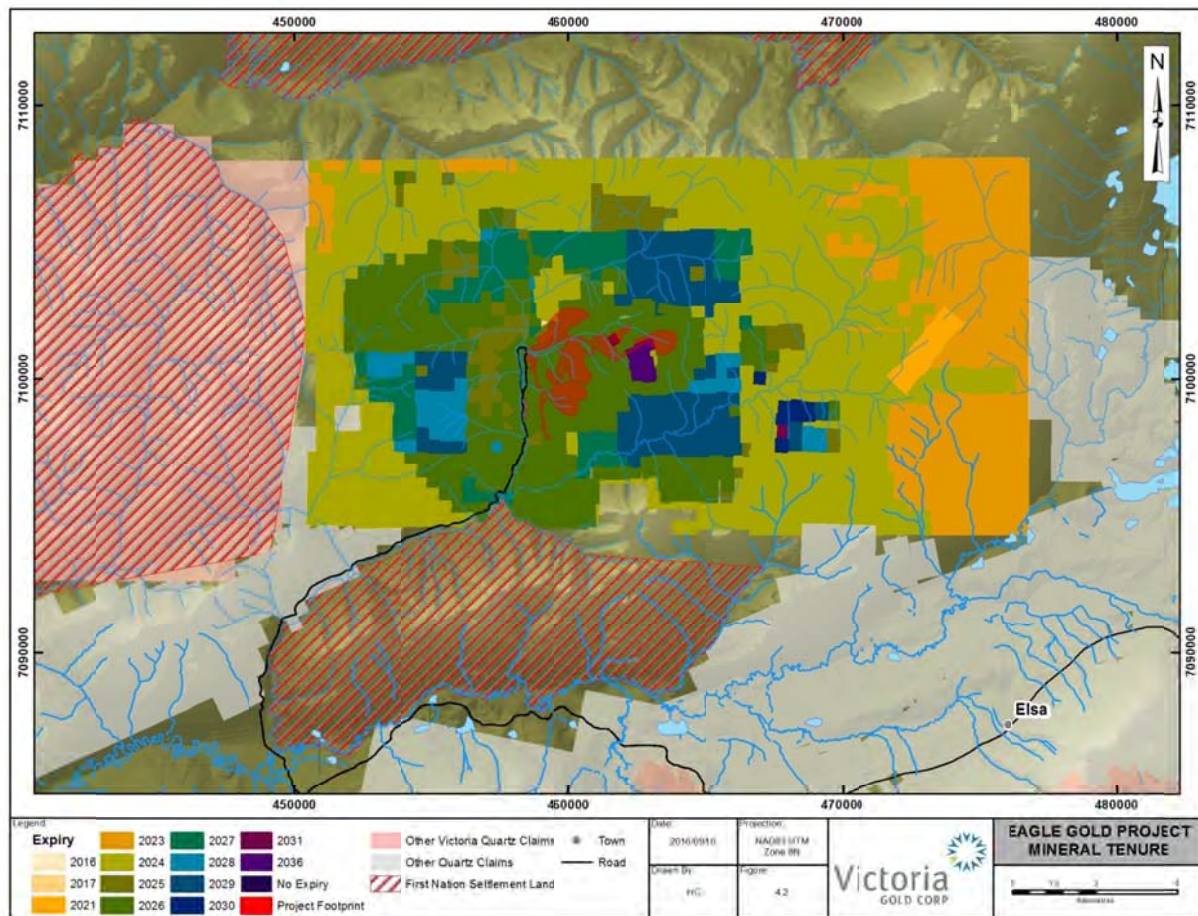 450000 460000 470000 480000
7110000 7110000
N
7100000 7100000
7090000 7090000
Elsa
450000 460000 470000 480000
Legend
Expiry
2016
2017
2021
2023
2024
2025
2026
2027
2028
2029
2030
2031
2036
No Expiry
Project Footprint
Other Victoria Quartz Claims
Other Quartz Claims
First Nation Settlement Land
Town
Road
Date:
Projection:
NAD83 UTM
Zone 8N
Drawn By:
HC
Figure:
4.2
Victoria
GOLD CORP
EAGLE GOLD PROJECT
MINERAL TENURE
0
Kilometres